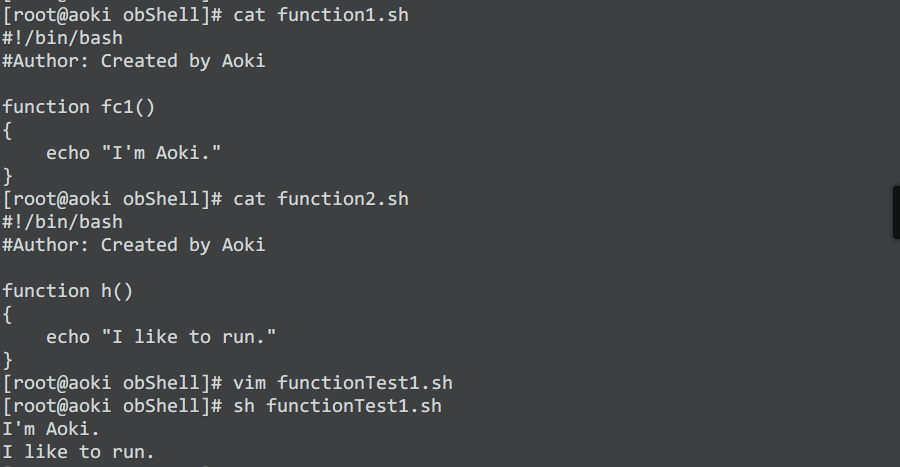 [root@aoki obShell]# cat function1.sh
#!/bin/bash
#Author: Created by Aoki
function fc1()
{
    echo "I'm Aoki."
}
[root@aoki obShell]# cat function2.sh
#!/bin/bash
#Author: Created by Aoki
function h()
{
    echo "I like to run."
}
[root@aoki obShell]# vim functionTest1.sh
[root@aoki obShell]# sh functionTest1.sh
I'm Aoki.
I like to run.